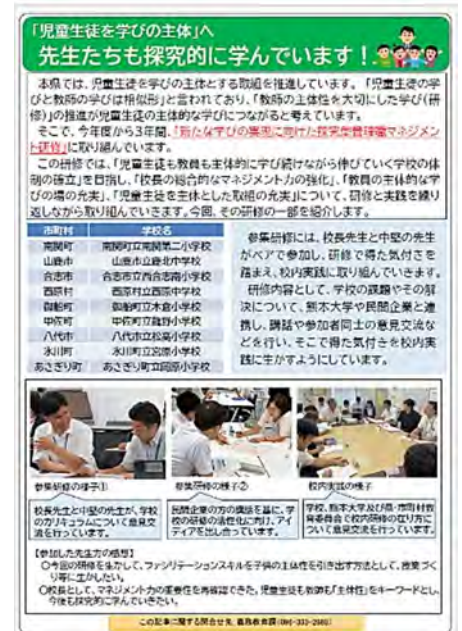 「児童生徒を学びの主体」へ
先生たちも探究的に学んでいます！
本県では、児童生徒を学びの主体とする取組を推進しています。「児童生徒の学
びと教師の学びは相似形」と言われており、「教師の主体性を大切にした学び(研
修)」の推進が児童生徒の主体的な学びにつながると考えています。
そこで、今年度から3年間、「新たな学びの実現に向けた探究型管理職マネジメン
ト研修」に取り組んでいます。
この研修では、「児童生徒も教員も主体的に学び続けながら伸びていく学校の体
制の確立」を目指し、「校長の総合的なマネジメント力の強化」、「教員の主体的な学
びの場の充実」、「児童生徒を主体とした取組の充実」について、研修と実践を繰り
返しながら取り組んでいきます。今回、その研修の一部を紹介します。
市町村 学校名
南関町 南関町立南関第二小学校
山鹿市 山鹿市立鹿北中学校
合志市 合志市立西合志南小学校
西原村 西原村立西原中学校
御船町 御船町立木倉小学校
甲佐町 甲佐町立龍野小学校
八代市 八代市立松高小学校
氷川町 氷川町立宮原小学校
あさぎり町 あさぎり町立岡原小学校
参集研修には、校長先生と中堅の先生
がペアで参加し、研修で得た気付きを
踏まえ、校内実践に取り組んでいきます。
研修内容として、学校の課題やその解
決について、熊本大学や民間企業と連
携し、講話や参加者同士の意見交流な
どを行い、そこで得た気付きを校内実
践に生かすようにしています。
参集研修の様子①
参集研修の様子②
校内実践の様子
校長先生と中堅の先生が、学校
のカリキュラムについて意見交
流を行っています。
民間企業の方の講話を基に、学
校の研修の活性化に向け、アイ
ディアを出し合っています。
学校、熊本大学及び県・市町村教
育委員会で校内研修の在り方に
ついて意見交流を行っています。
【参加した先生方の感想】
○今回の研修を生かして、ファシリテーションスキルを子供の主体性を引き出す方法として、授業づく
り等に生かしたい。
○校長として、マネジメント力の重要性を再確認できた。児童生徒も教師も「主体性」をキーワードとし、
今後も探究的に学んでいきたい。
この記事に関する問合せ先 義務教育課